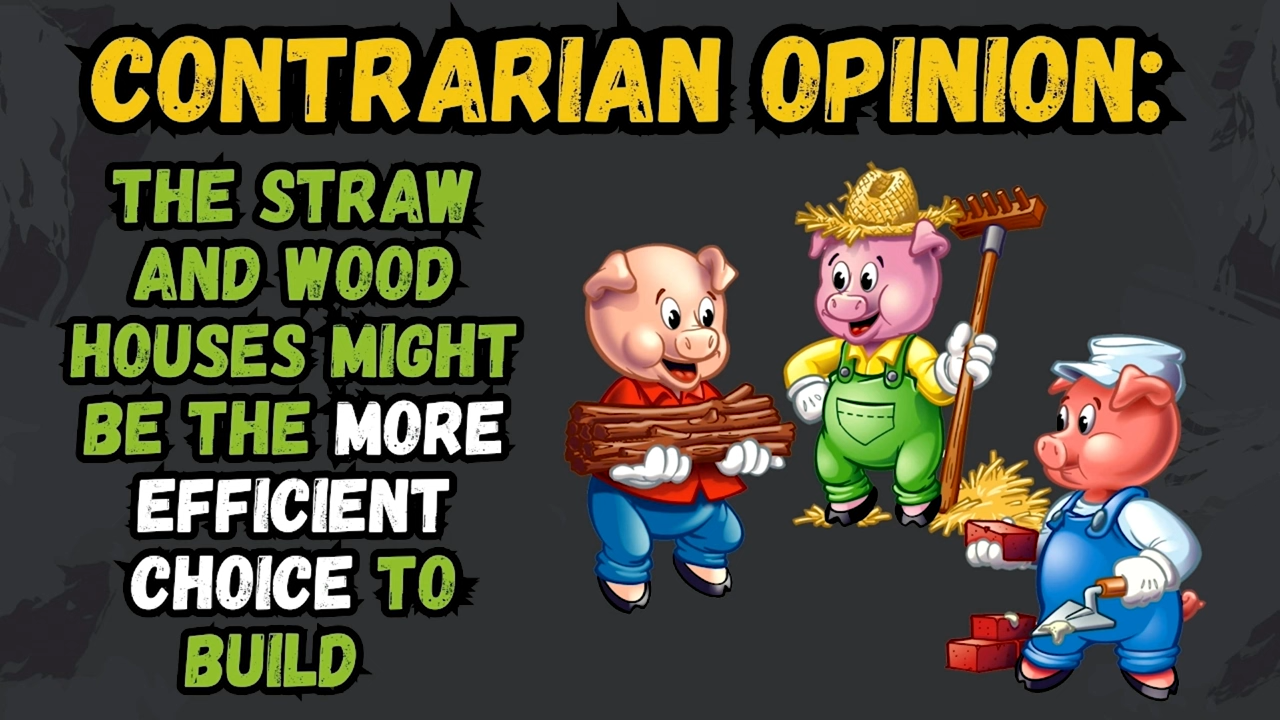 CONTRARIAN OPINION:
THE STRAW
AND WOOD
HOUSES MIGHT
BE THE MORE
EFFICIENT
CHOICE TO
BUILD